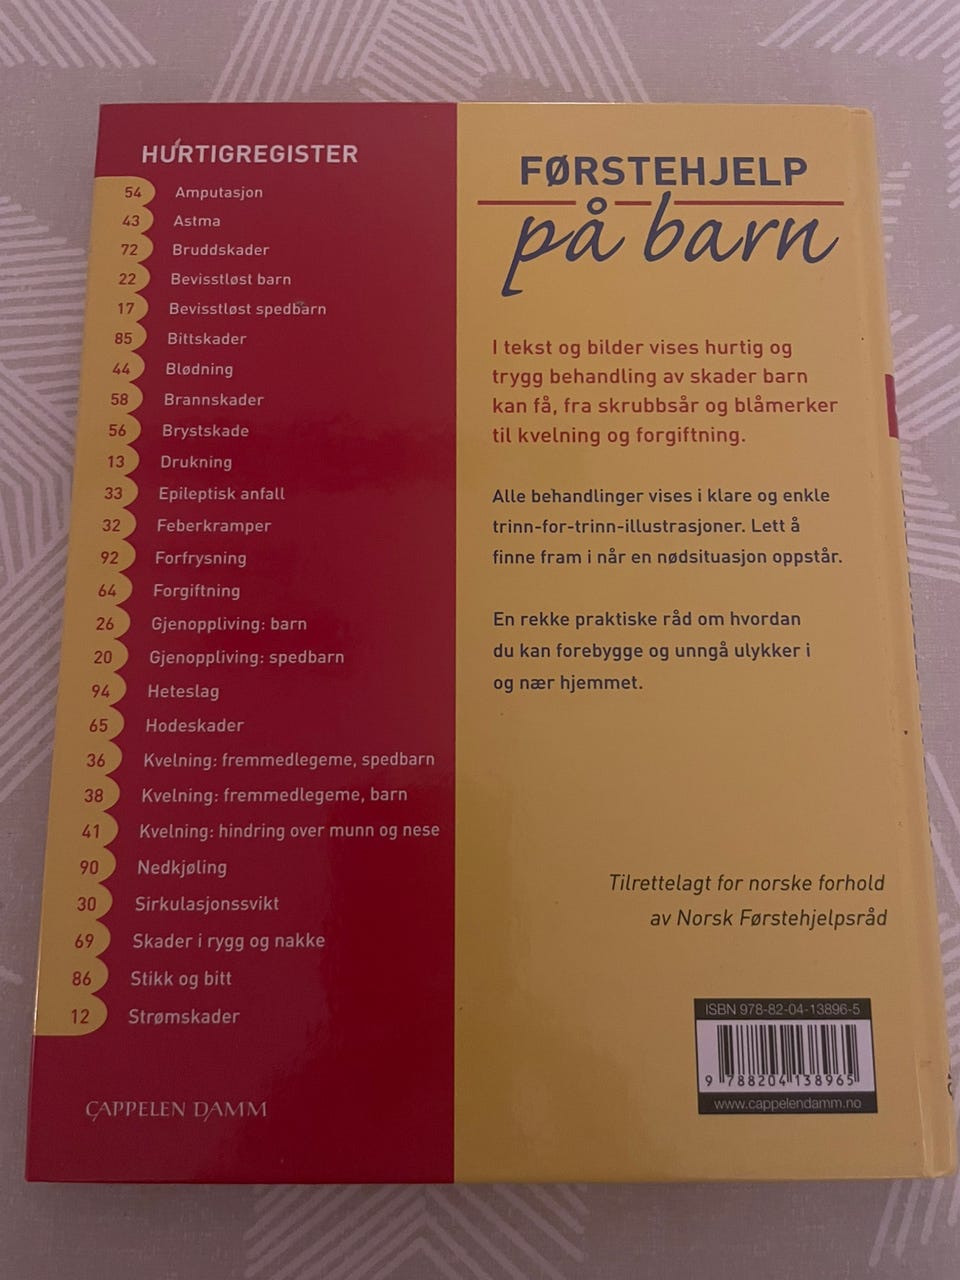 HURTIGREGISTER
54 Amputasjon
43 Astma
72 Bruddskader
22 Bevisstløst barn
17 Bevisstløst spedbarn
85 Bittskader
44 Blødning
58 Brannskader
56 Brystskade
13 Drukning
33 Epileptisk anfall
32 Feberkramper
92 Forfrysning
64 Forgiftning
26 Gjenoppliving: barn
20 Gjenoppliving: spedbarn
94 Heteslag
65 Hodeskader
36 Kvelning: fremmedlegeme, spedbarn
38 Kvelning: fremmedlegeme, barn
41 Kvelning: hindring over munn og nese
90 Nedkjøling
30 Sirkulasjonssvikt
69 Skader i rygg og nakke
86 Stikk og bitt
12 Strømskader
CAPPELEN DAMM
FØRSTEHJELP
på barn
I tekst og bilder vises hurtig og
trygg behandling av skader barn
kan få, fra skrubbsår og blåmerker
til kvelning og forgiftning.
Alle behandlinger vises i klare og enkle
trinn-for-trinn-illustrasjoner. Lett å
finne fram i når en nødsituasjon oppstår.
En rekke praktiske råd om hvordan
du kan forebygge og unngå ulykker i
og nær hjemmet.
Tilrettelagt for norske forhold
av Norsk Førstehjelpsråd
ISBN 978-82-04-13896-5
9 788204 138965
www.cappelendamm.no